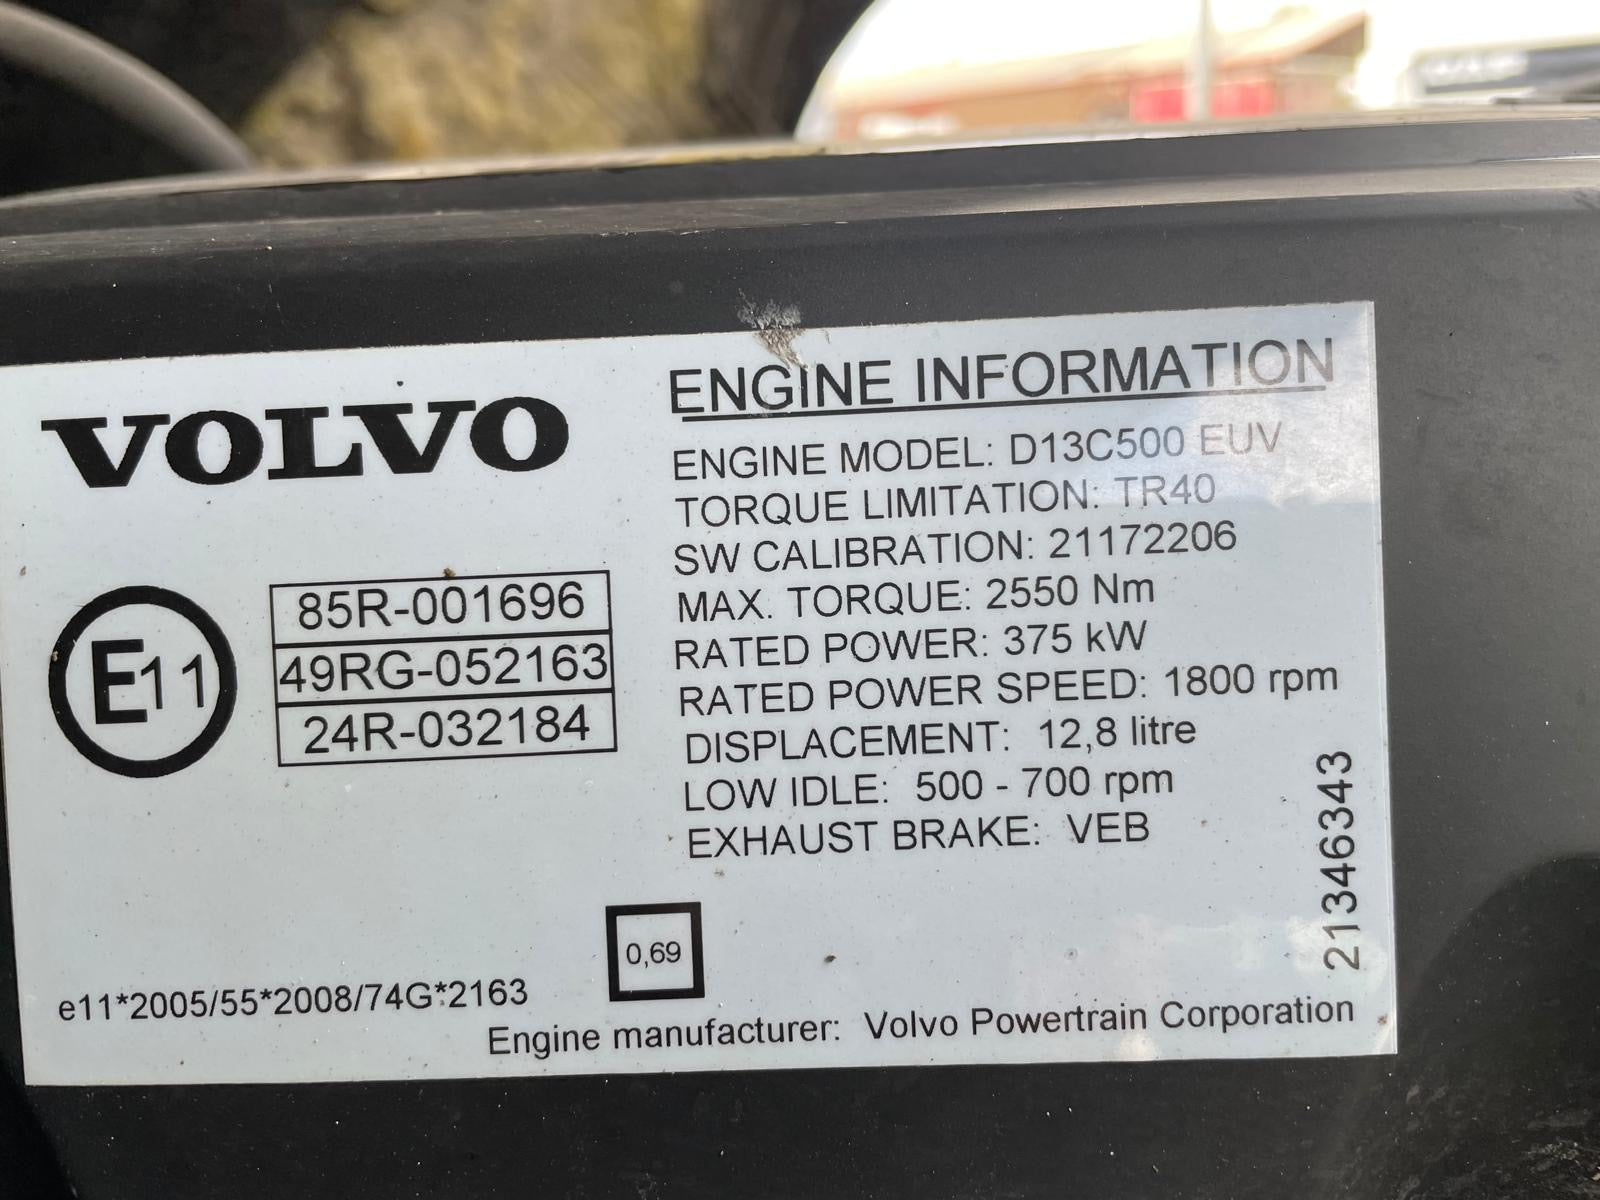 VOLVO
E11
85R-001696
49RG-052163
24R-032184
ENGINE INFORMATION
ENGINE MODEL: D13C500 EUV
TORQUE LIMITATION: TR40
SW CALIBRATION: 21172206
MAX. TORQUE: 2550 Nm
RATED POWER: 375 kW
RATED POWER SPEED: 1800 rpm
DISPLACEMENT: 12,8 litre
LOW IDLE: 500 - 700 rpm
EXHAUST BRAKE: VEB
21346343
0,69
e11*2005/55*2008/74G*2163
Engine manufacturer: Volvo Powertrain Corporation